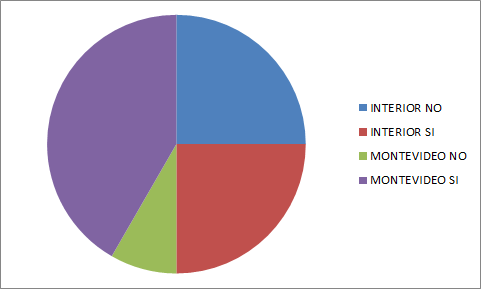 INTERIOR NO
INTERIOR SI
MONTEVIDEO NO
MONTEVIDEO SI